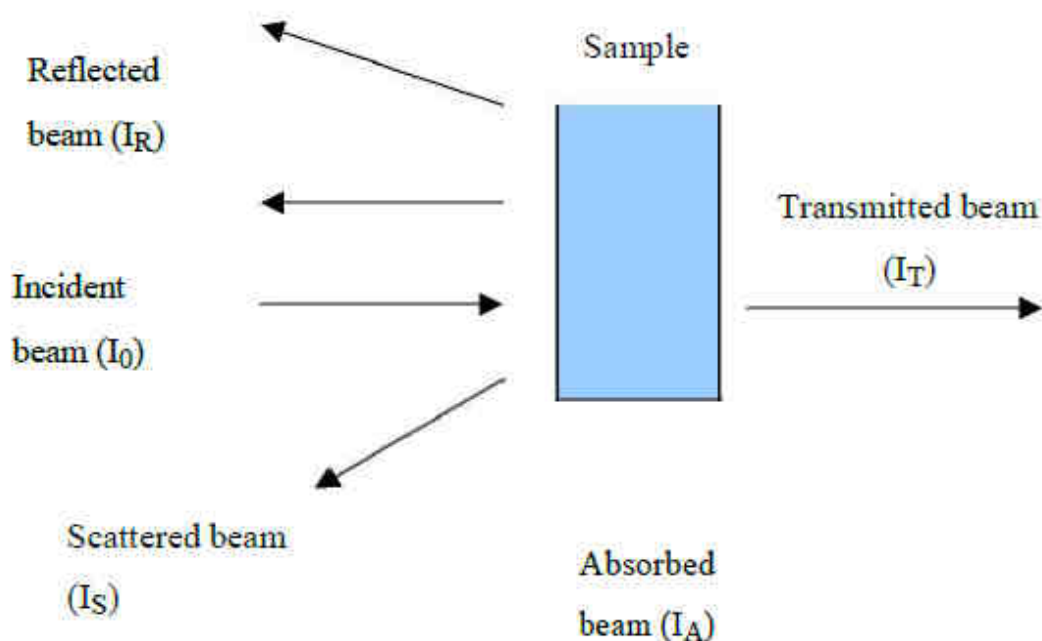 Sample
Reflected
beam (I_R)
Transmitted beam
(I_T)
Incident
beam (I_0)
Scattered beam
(I_S)
Absorbed
beam (I_A)